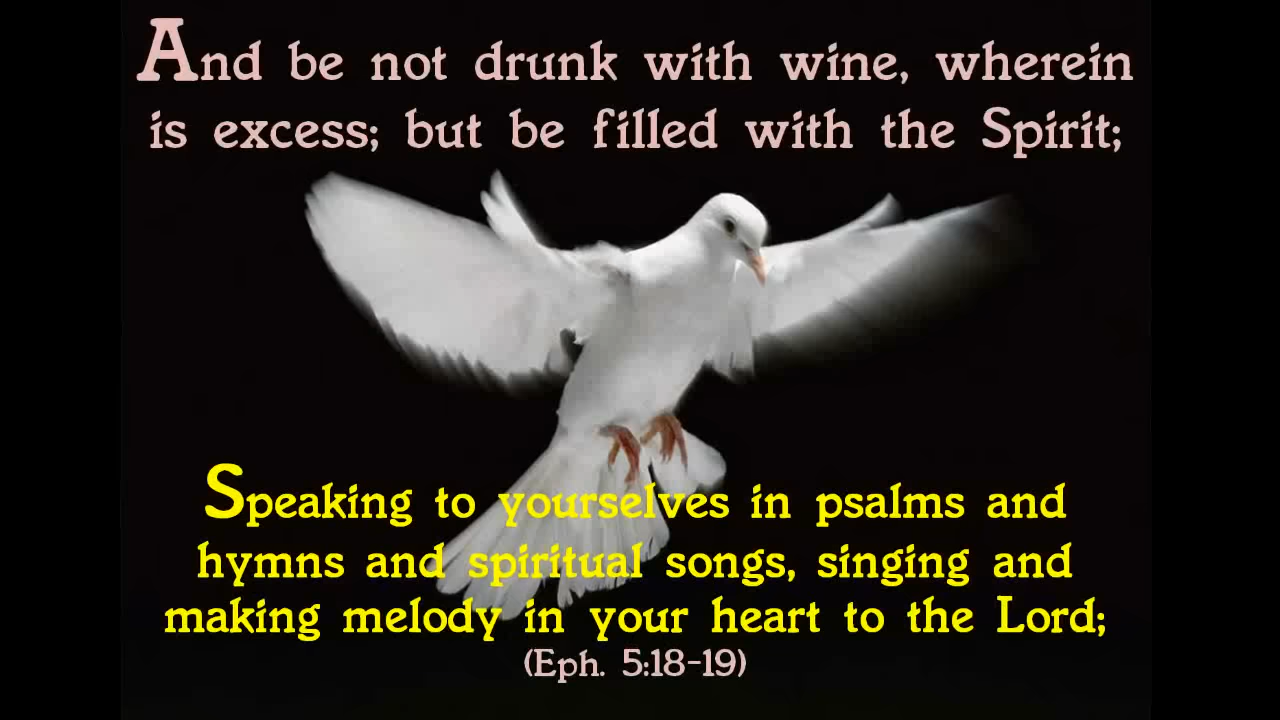 And be not drunk with wine, wherein
is excess; but be filled with the Spirit;
Speaking to yourselves in psalms and
hymns and spiritual songs, singing and
making melody in your heart to the Lord;
(Eph. 5:18-19)